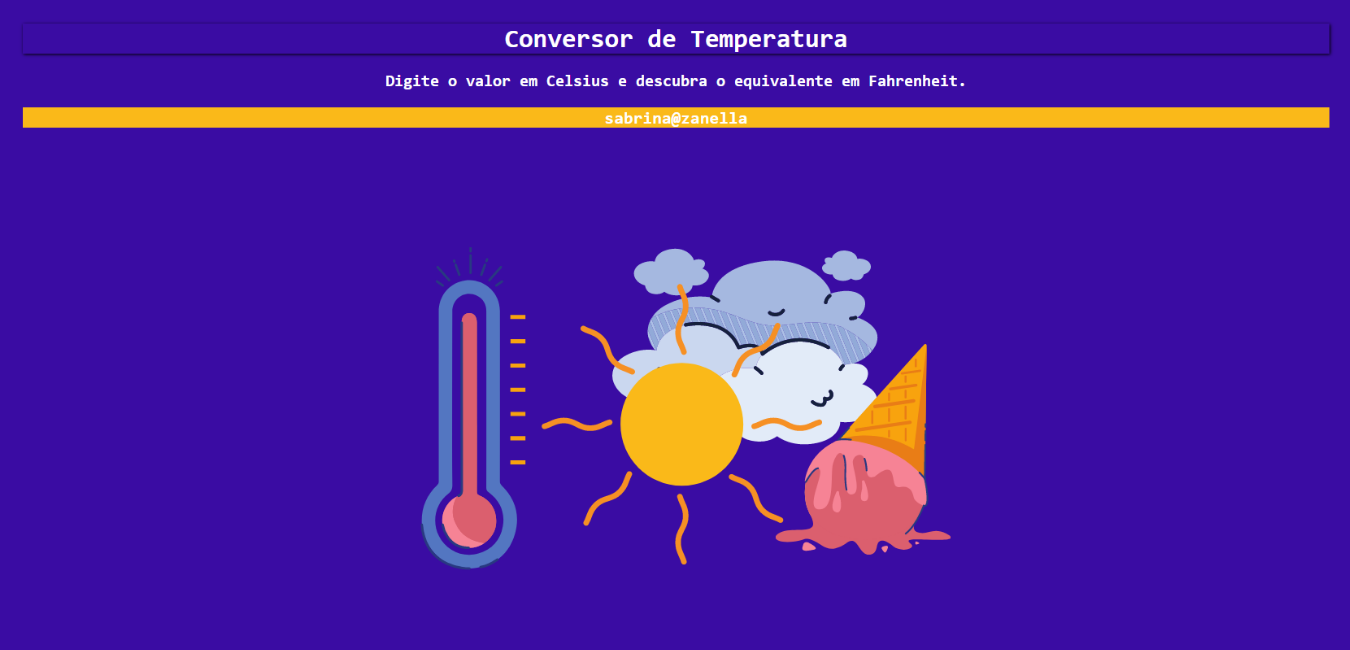 Conversor de Temperatura
Digite o valor em Celsius e descubra o equivalente em Fahrenheit.
sabrina@zanella